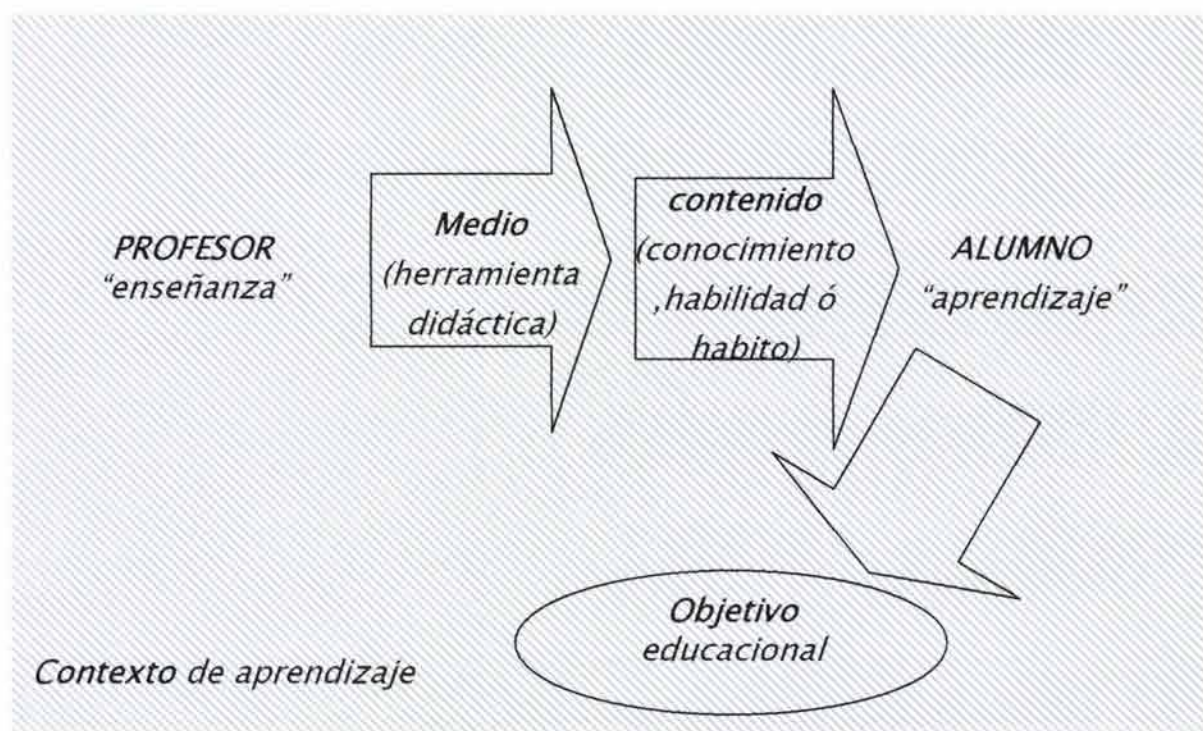 PROFESOR
“enseñanza”
Medio
(herramienta
didáctica)
contenido
(conocimiento
,habilidad ó
habito)
ALUMNO
“aprendizaje”
Objetivo
educacional
Contexto de aprendizaje